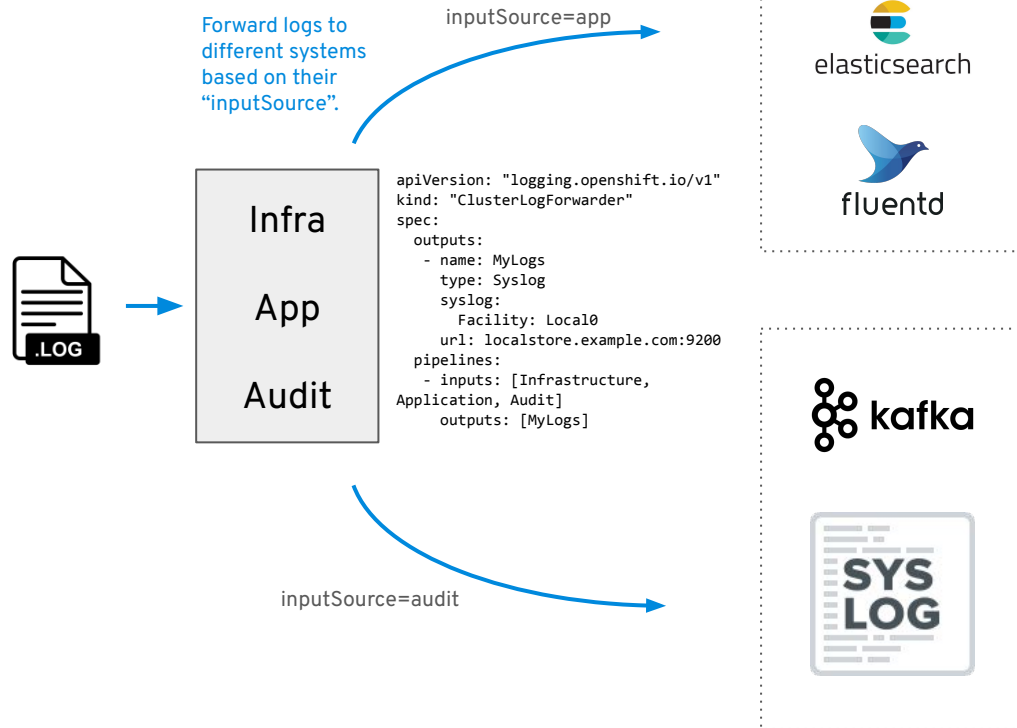 Forward logs to
different systems
based on their
“inputSource”.
inputSource=app
elasticsearch
fluentd
.LOG
Infra
App
Audit
apiVersion: "logging.openshift.io/v1"
kind: "ClusterLogForwarder"
spec:
  outputs:
   - name: MyLogs
     type: Syslog
     syslog:
       Facility: Local0
     url: localstore.example.com:9200
  pipelines:
   - inputs: [Infrastructure,
Application, Audit]
     outputs: [MyLogs]
kafka
SYS
LOG
inputSource=audit